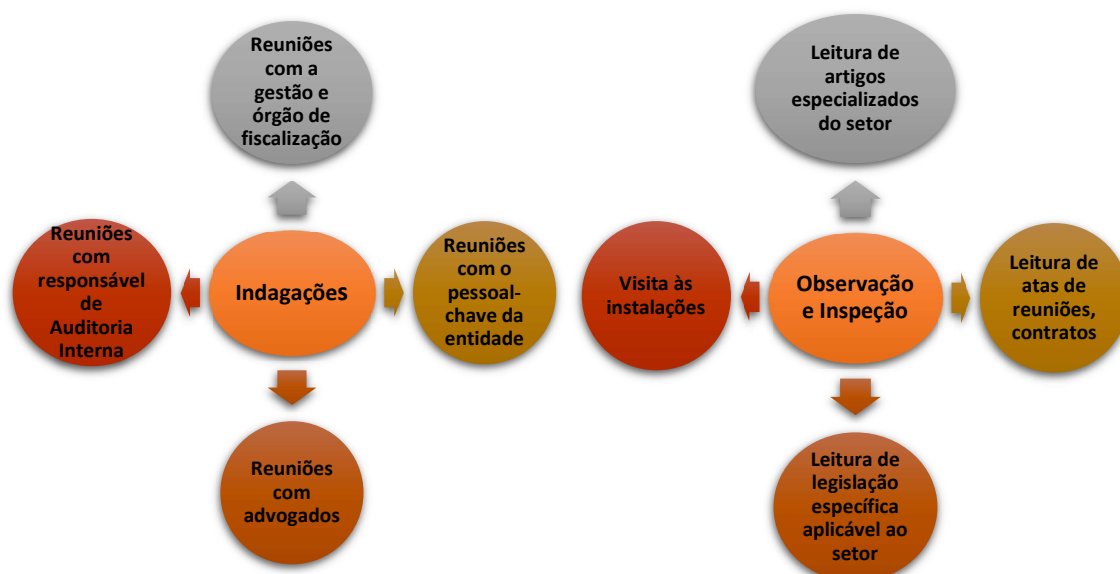 Reuniões
com a
gestão e
órgão de
fiscalização
Reuniões
com
responsável
de
Auditoria
Interna
Indagações
Reuniões
com o
pessoal-
chave da
entidade
Reuniões
com
advogados
Leitura de
artigos
especializados
do setor
Visita às
instalações
Observação
e Inspeção
Leitura de
atas de
reuniões,
contratos
Leitura de
legislação
específica
aplicável ao
setor